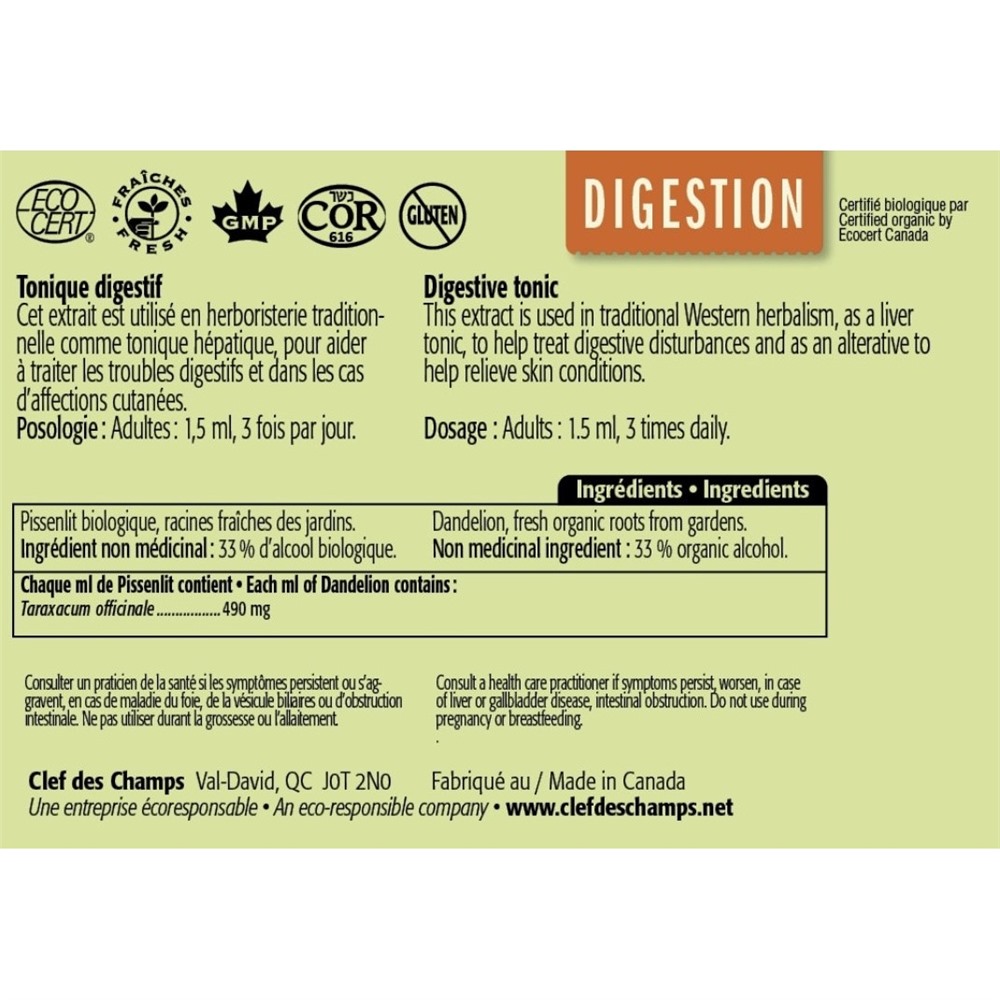 ECO
CERT
®
FRAÎCHES
FRESH
GMP
כשר
COR
616
GLUTEN
DIGESTION
Certifié biologique par
Certified organic by
Ecocert Canada
Tonique digestif
Cet extrait est utilisé en herboristerie tradition-
nelle comme tonique hépatique, pour aider
à traiter les troubles digestifs et dans les cas
d'affections cutanées.
Posologie : Adultes : 1,5 ml, 3 fois par jour.
Digestive tonic
This extract is used in traditional Western herbalism, as a liver
tonic, to help treat digestive disturbances and as an alterative to
help relieve skin conditions.
Dosage : Adults : 1.5 ml, 3 times daily.
Ingrédients • Ingredients
Pissenlit biologique, racines fraîches des jardins.
Ingrédient non médicinal : 33 % d'alcool biologique.
Dandelion, fresh organic roots from gardens.
Non medicinal ingredient : 33 % organic alcohol.
Chaque ml de Pissenlit contient • Each ml of Dandelion contains :
Taraxacum officinale.................490 mg
Consulter un praticien de la santé si les symptômes persistent ou s'ag-
gravent, en cas de maladie du foie, de la vésicule biliaires ou d'obstruction
intestinale. Ne pas utiliser durant la grossesse ou l'allaitement.
Consult a health care practitioner if symptoms persist, worsen, in case
of liver or gallbladder disease, intestinal obstruction. Do not use during
pregnancy or breastfeeding.
.
Clef des Champs Val-David, QC J0T 2N0 Fabriqué au / Made in Canada
Une entreprise écoresponsable • An eco-responsible company • www.clefdeschamps.net